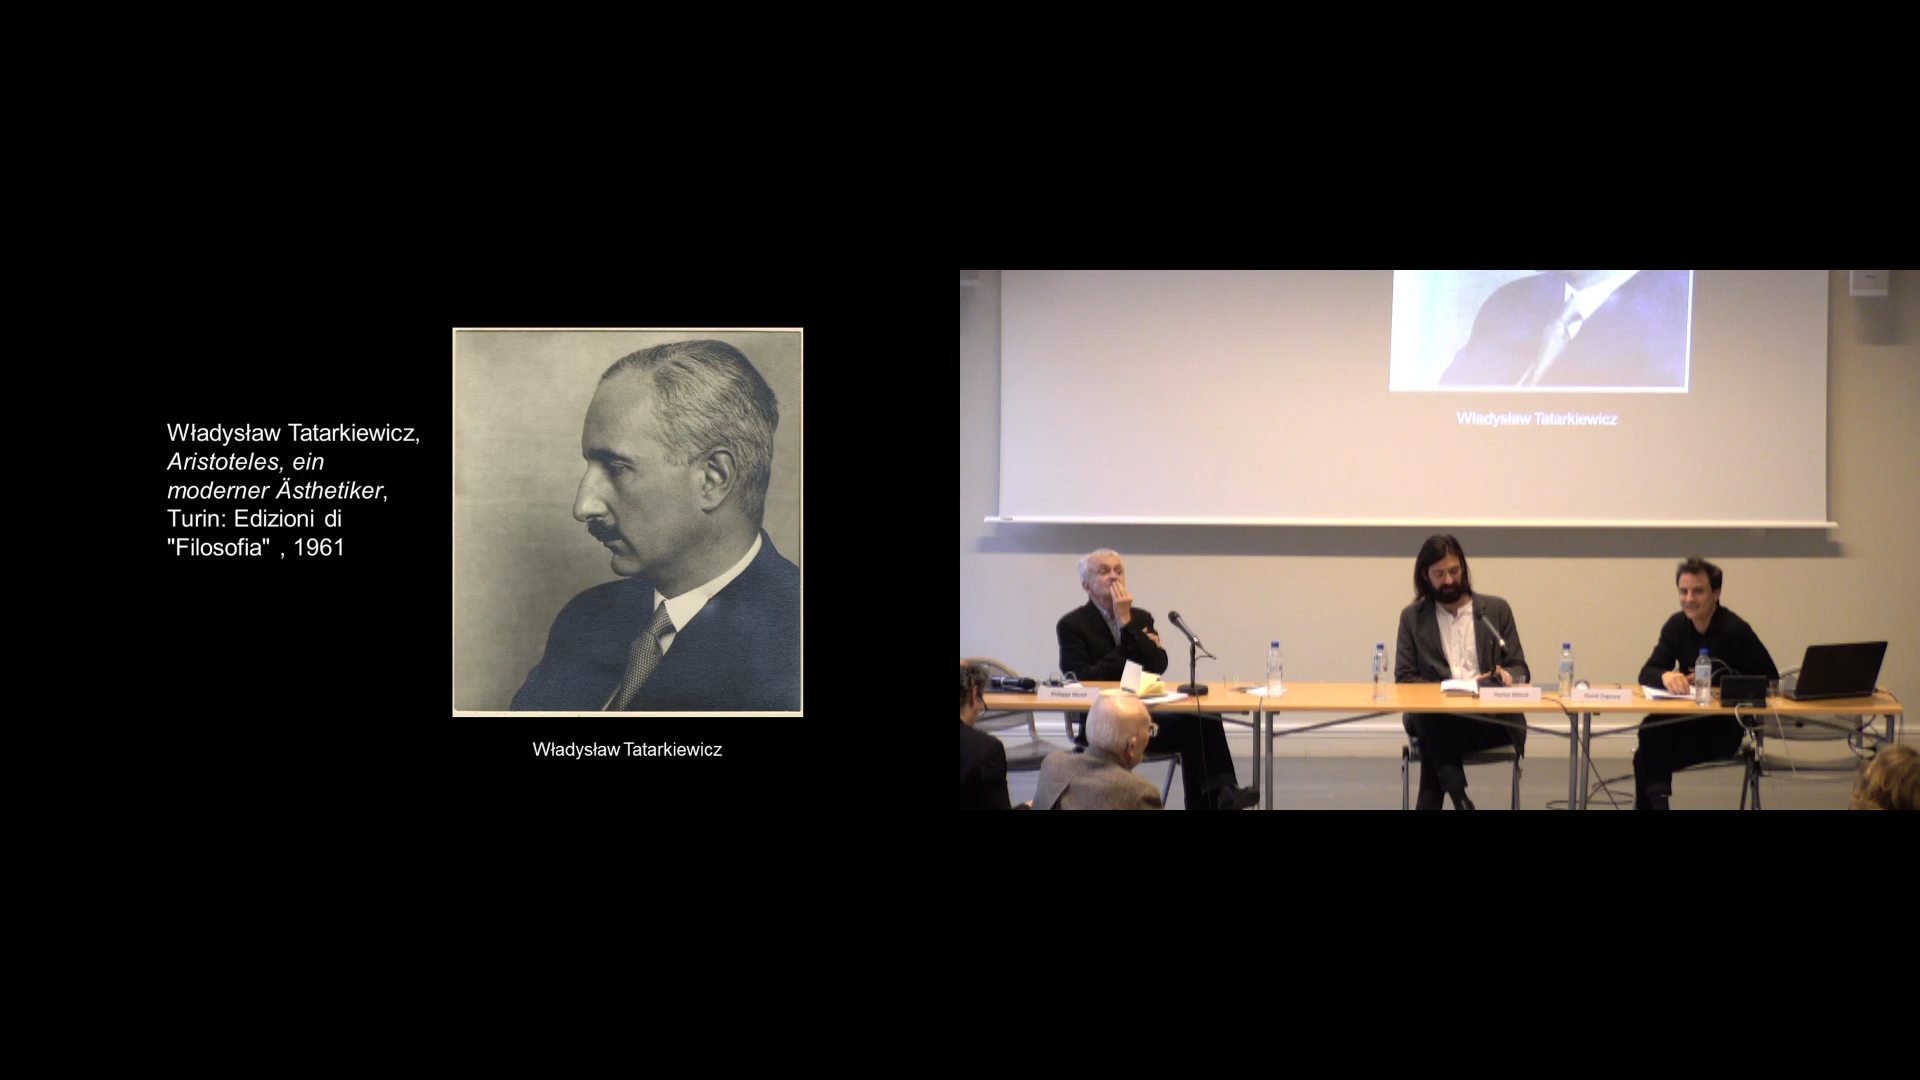 Władysław Tatarkiewicz,
Aristoteles, ein
moderner Ästhetiker,
Turin: Edizioni di
"Filosofia" , 1961
Władysław Tatarkiewicz
Władysław Tatarkiewicz